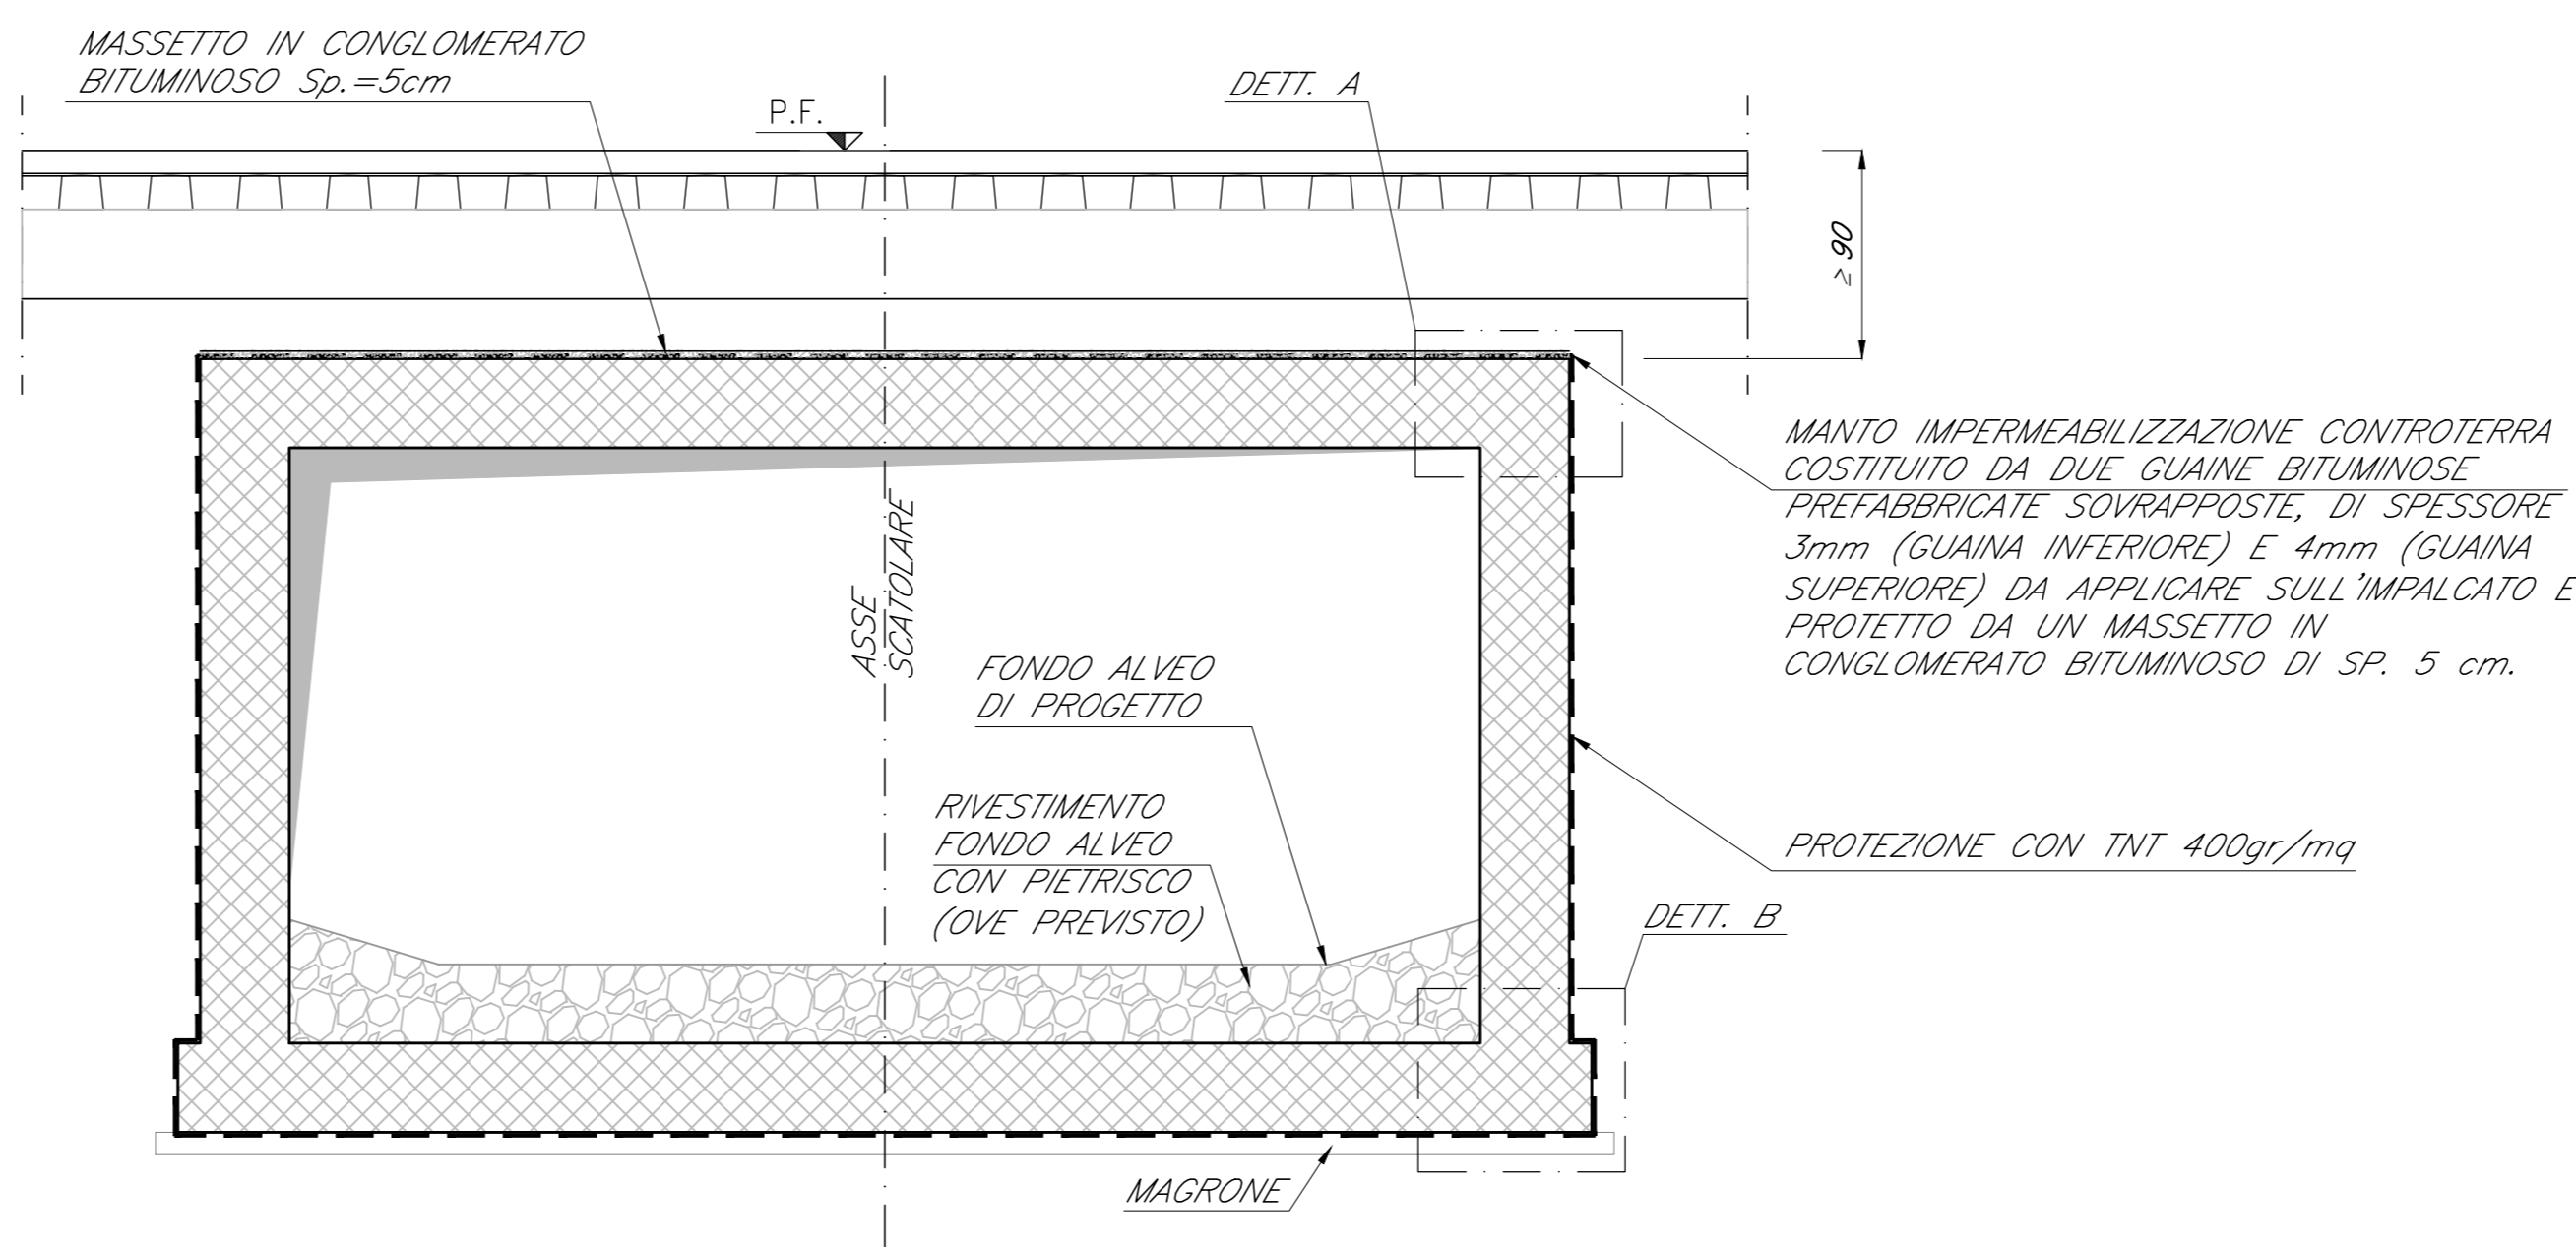 MASSETTO IN CONGLOMERATO
BITUMINOSO Sp.=5cm
P.F.
DETT. A
≥90
MANTO IMPERMEABILIZZAZIONE CONTROTERRA
COSTITUITO DA DUE GUAINE BITUMINOSE
PREFABBRICATE SOVRAPPOSTE, DI SPESSORE
3mm (GUAINA INFERIORE) E 4mm (GUAINA
SUPERIORE) DA APPLICARE SULL'IMPALCATO E
PROTETTO DA UN MASSETTO IN
CONGLOMERATO BITUMINOSO DI SP. 5 cm.
ASSE
SCATOLARE
FONDO ALVEO
DI PROGETTO
RIVESTIMENTO
FONDO ALVEO
CON PIETRISCO
(OVE PREVISTO)
PROTEZIONE CON TNT 400gr/mq
DETT. B
MAGRONE